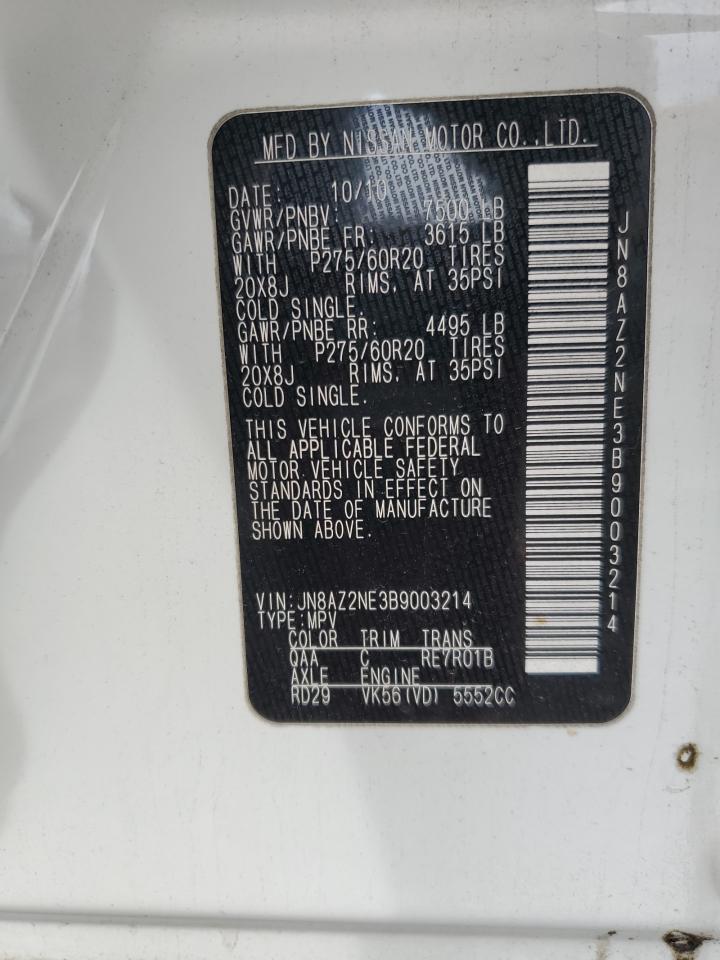 MFD BY NISSAN MOTOR CO.,LTD.
DATE: 10/10
GVWR/PNBV: 7500 LB
GAWR/PNBE FR: 3615 LB
WITH P275/60R20 TIRES
20X8J RIMS, AT 35PSI
COLD SINGLE.
GAWR/PNBE RR: 4495 LB
WITH P275/60R20 TIRES
20X8J RIMS, AT 35PSI
COLD SINGLE.
THIS VEHICLE CONFORMS TO
ALL APPLICABLE FEDERAL
MOTOR VEHICLE SAFETY
STANDARDS IN EFFECT ON
THE DATE OF MANUFACTURE
SHOWN ABOVE.
VIN:JN8AZ2NE3B9003214
TYPE:MPV
COLOR TRIM TRANS
QAA C RE7R01B
AXLE ENGINE
RD29 VK56(VD) 5552CC
JN8AZ2NE3B9003214